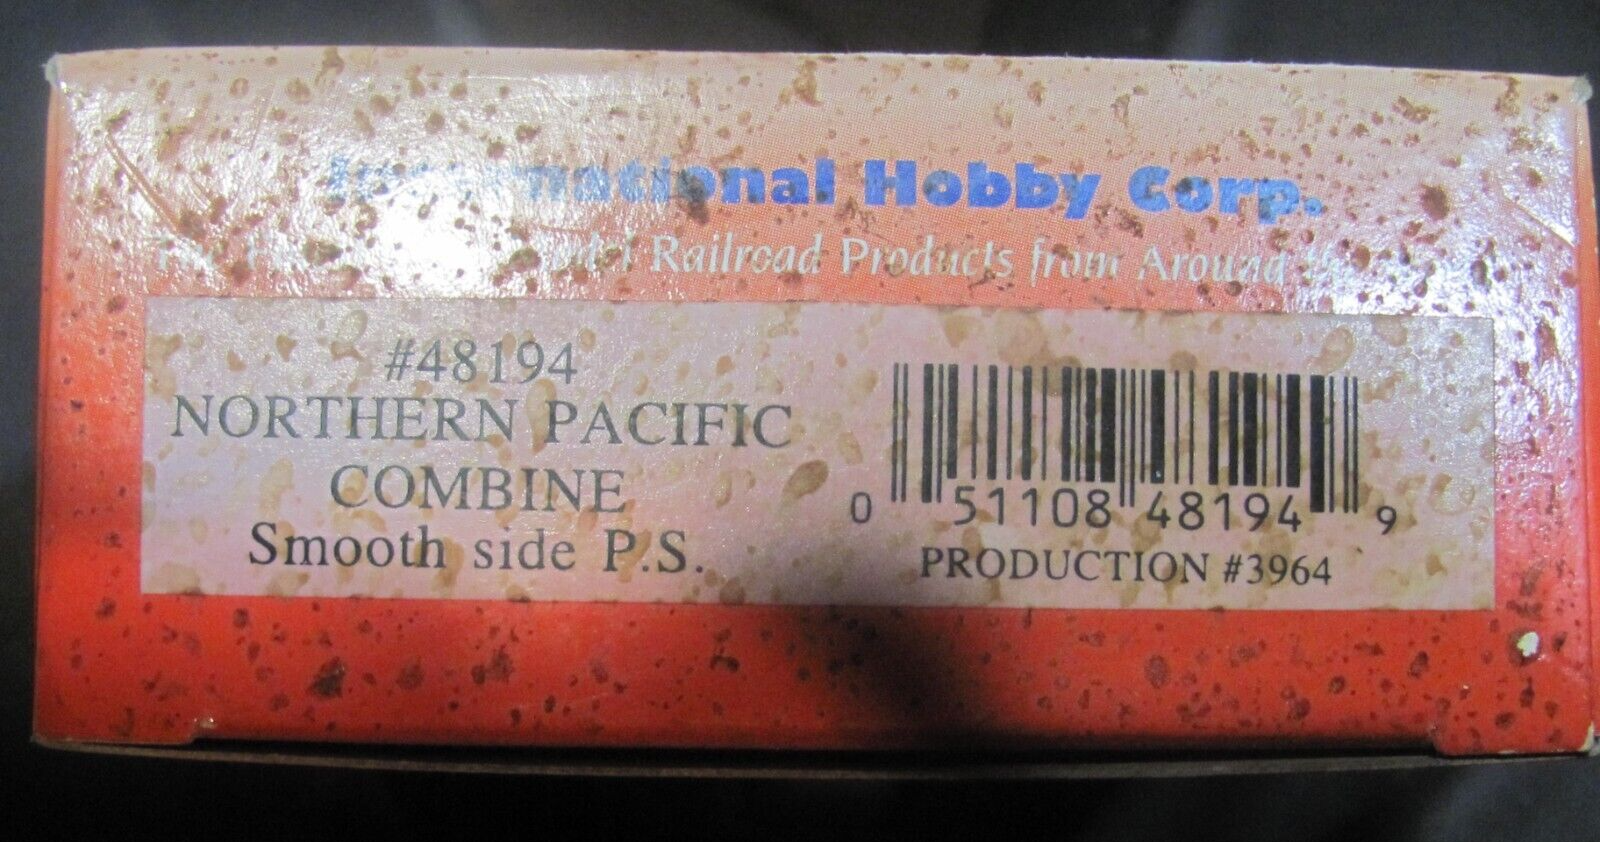 International Hobby Corp.
Railroad Products from Around
#48194
NORTHERN PACIFIC
COMBINE
Smooth side P.S.
0 51108 48194 9
PRODUCTION #3964